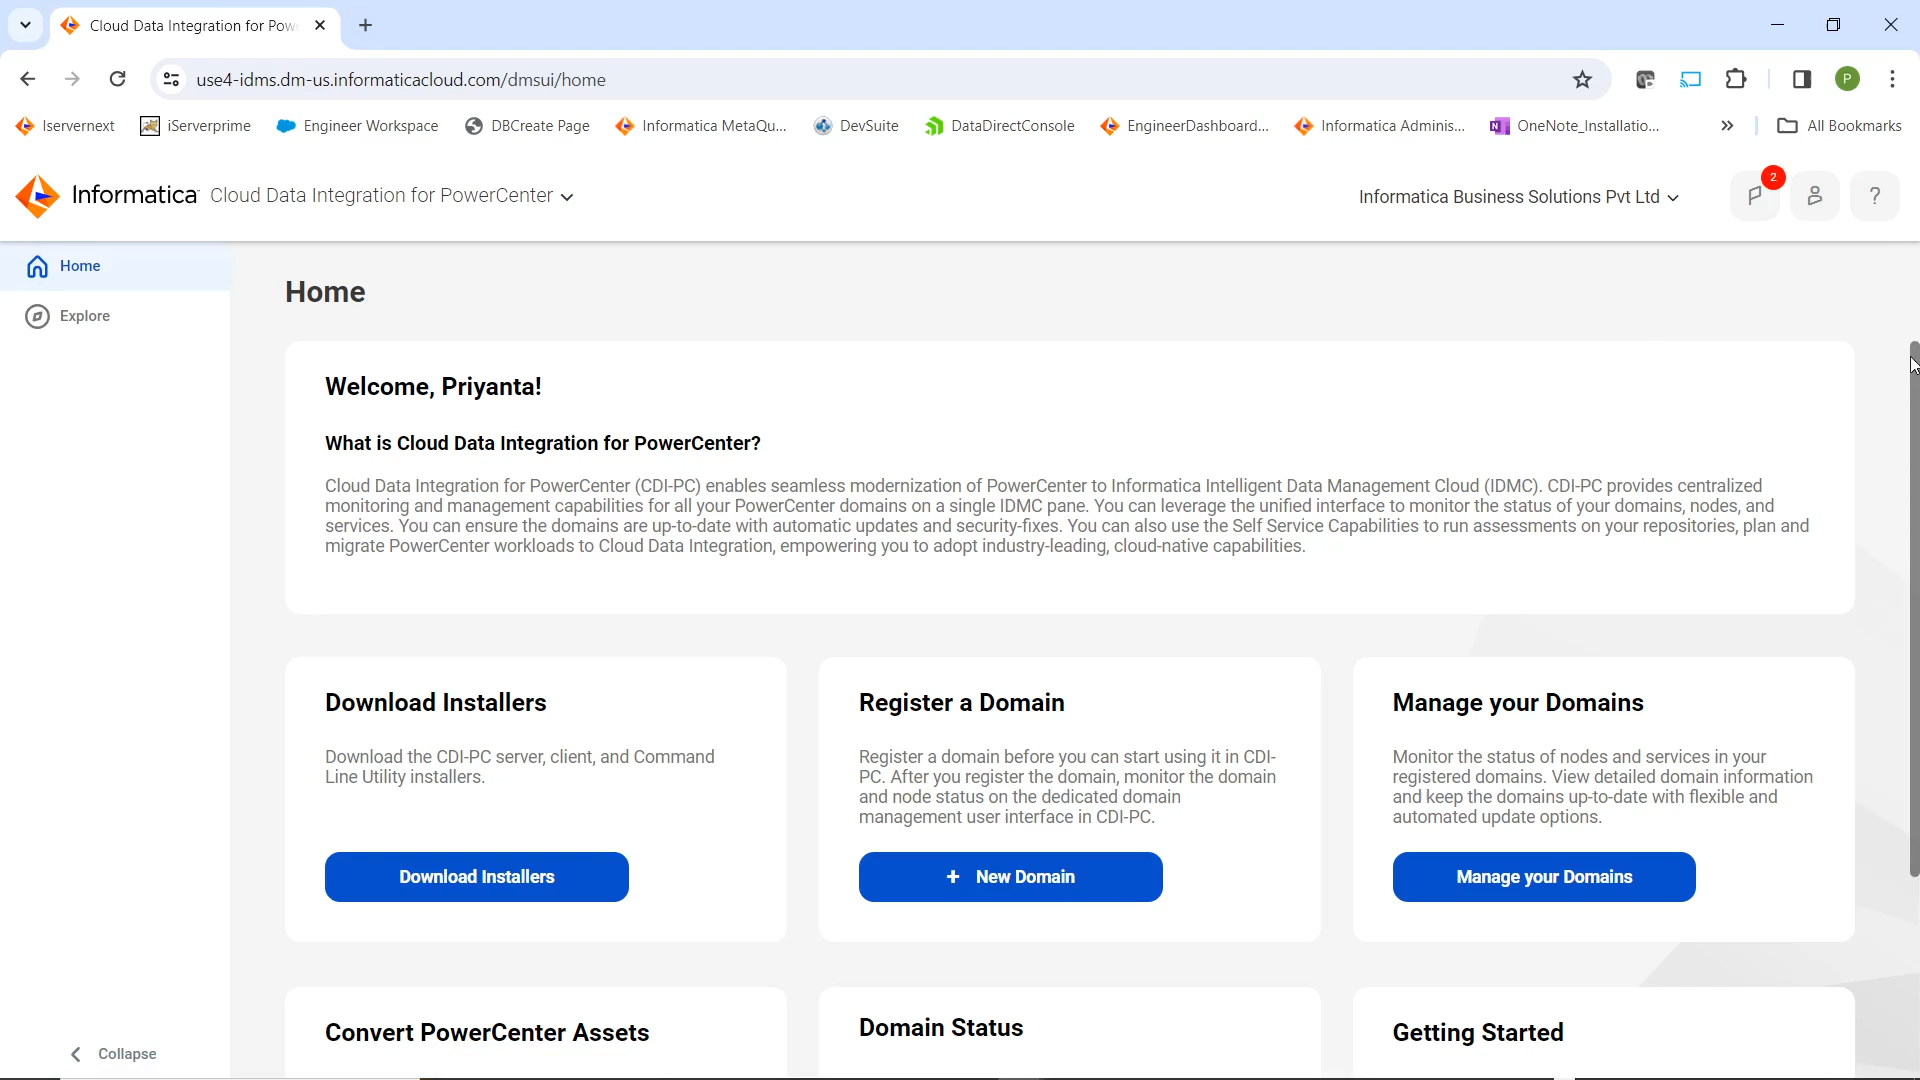 Cloud Data Integration for Pow
use4-idms.dm-us.informaticacloud.com/dmsui/home
P
Iservernext
iServerprime
Engineer Workspace
DBCreate Page
Informatica MetaQu...
DevSuite
DataDirectConsole
EngineerDashboard...
Informatica Adminis...
OneNote_Installatio...
All Bookmarks
Informatica
Cloud Data Integration for PowerCenter
Informatica Business Solutions Pvt Ltd
2
?
Home
Explore
Home
Welcome, Priyanta!
What is Cloud Data Integration for PowerCenter?
Cloud Data Integration for PowerCenter (CDI-PC) enables seamless modernization of PowerCenter to Informatica Intelligent Data Management Cloud (IDMC). CDI-PC provides centralized
monitoring and management capabilities for all your PowerCenter domains on a single IDMC pane. You can leverage the unified interface to monitor the status of your domains, nodes, and
services. You can ensure the domains are up-to-date with automatic updates and security-fixes. You can also use the Self Service Capabilities to run assessments on your repositories, plan and
migrate PowerCenter workloads to Cloud Data Integration, empowering you to adopt industry-leading, cloud-native capabilities.
Download Installers
Download the CDI-PC server, client, and Command
Line Utility installers.
Download Installers
Register a Domain
Register a domain before you can start using it in CDI-
PC. After you register the domain, monitor the domain
and node status on the dedicated domain
management user interface in CDI-PC.
+ New Domain
Manage your Domains
Monitor the status of nodes and services in your
registered domains. View detailed domain information
and keep the domains up-to-date with flexible and
automated update options.
Manage your Domains
Convert PowerCenter Assets
Domain Status
Getting Started
Collapse